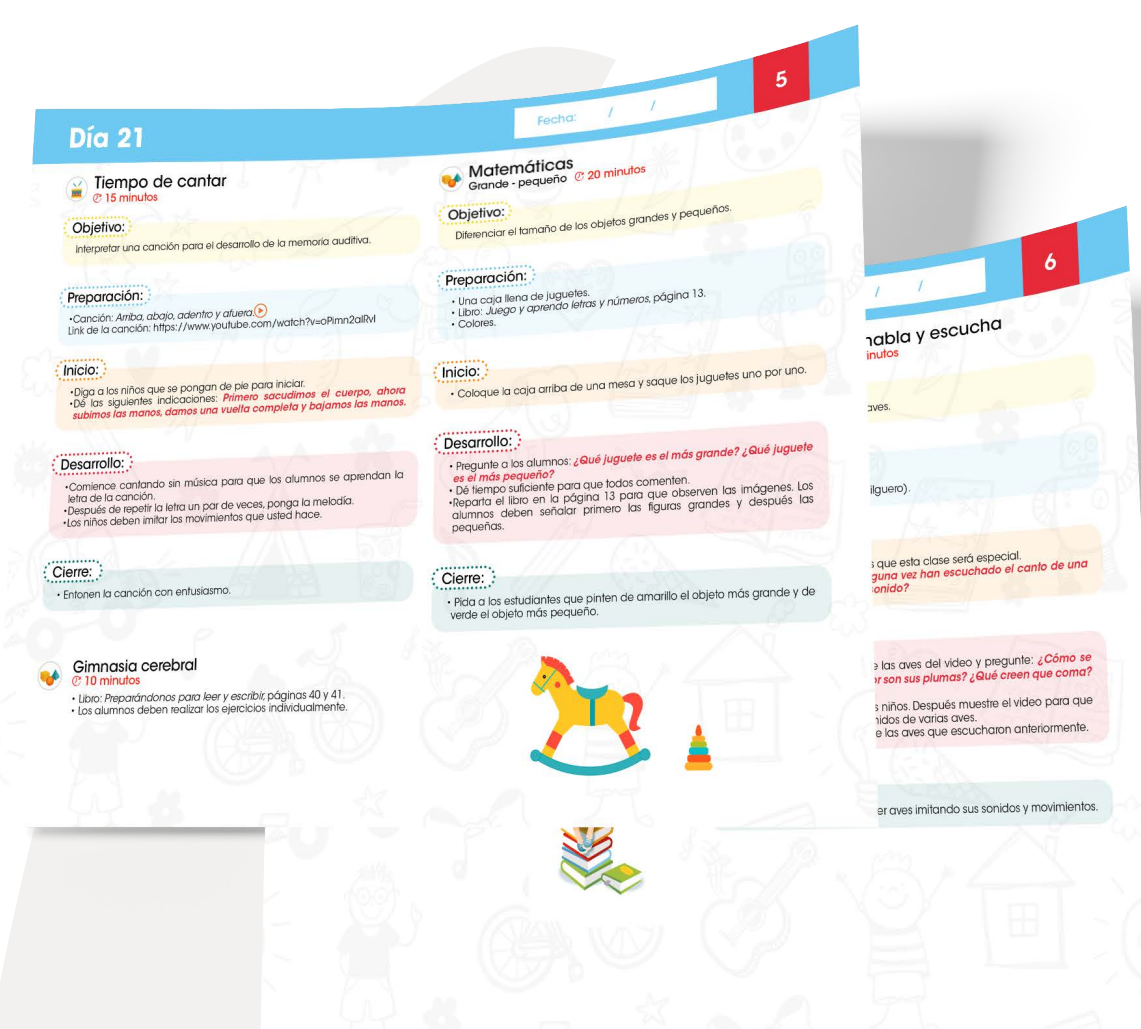 5
Día 21
Fecha: / /
Tiempo de cantar
15 minutos
Objetivo:
Interpretar una canción para el desarrollo de la memoria auditiva.
Preparación:
•Canción: Arriba, abajo, adentro y afuera.
Link de la canción: https://www.youtube.com/watch?v=oPimn2aiRvI
Inicio:
•Diga a los niños que se pongan de pie para iniciar.
•Dé las siguientes indicaciones: Primero sacudimos el cuerpo, ahora
subimos las manos, damos una vuelta completa y bajamos las manos.
Desarrollo:
•Comience cantando sin música para que los alumnos se aprendan la
letra de la canción.
•Después de repetir la letra un par de veces, ponga la melodía.
•Los niños deben imitar los movimientos que usted hace.
Cierre:
• Entonen la canción con entusiasmo.
Gimnasia cerebral
10 minutos
• Libro: Preparándonos para leer y escribir, páginas 40 y 41.
• Los alumnos deben realizar los ejercicios individualmente.
Matemáticas
Grande - pequeño 20 minutos
Objetivo:
Diferenciar el tamaño de los objetos grandes y pequeños.
Preparación:
• Una caja llena de juguetes.
• Libro: Juego y aprendo letras y números, página 13.
• Colores.
Inicio:
• Coloque la caja arriba de una mesa y saque los juguetes uno por uno.
Desarrollo:
• Pregunte a los alumnos: ¿Qué juguete es el más grande? ¿Qué juguete
es el más pequeño?
• Dé tiempo suficiente para que todos comenten.
•Reparta el libro en la página 13 para que observen las imágenes. Los
alumnos deben señalar primero las figuras grandes y después las
pequeñas.
Cierre:
• Pida a los estudiantes que pinten de amarillo el objeto más grande y de
verde el objeto más pequeño.
6
/ /
habla y escucha
inutos
aves.
ilguero).
s que esta clase será especial.
guna vez han escuchado el canto de una
sonido?
e las aves del video y pregunte: ¿Cómo se
or son sus plumas? ¿Qué creen que coma?
s niños. Después muestre el video para que
nidos de varias aves.
e las aves que escucharon anteriormente.
er aves imitando sus sonidos y movimientos.